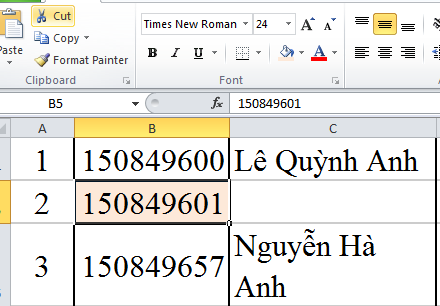 Cut
Times New Roman 24 A A
Copy
Paste
Format Painter
B I U A
Clipboard Font
B5 fx 150849601
A B C
1 150849600 Lê Quỳnh Anh
2 150849601
3 150849657 Nguyễn Hà
Anh